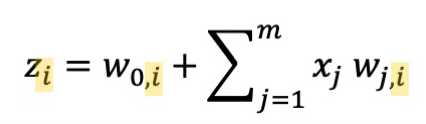 z_i = w_{0,i} + \sum_{j=1}^{m} x_j w_{j,i}